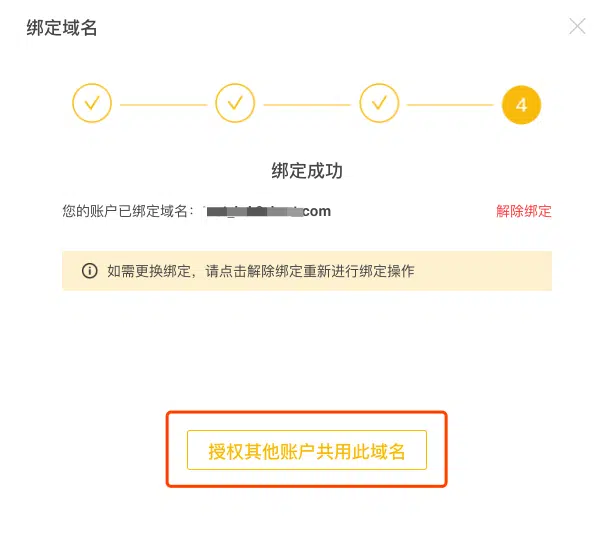 绑定域名
4
绑定成功
您的账户已绑定域名： .com 解除绑定
如需更换绑定，请点击解除绑定重新进行绑定操作
授权其他账户共用此域名